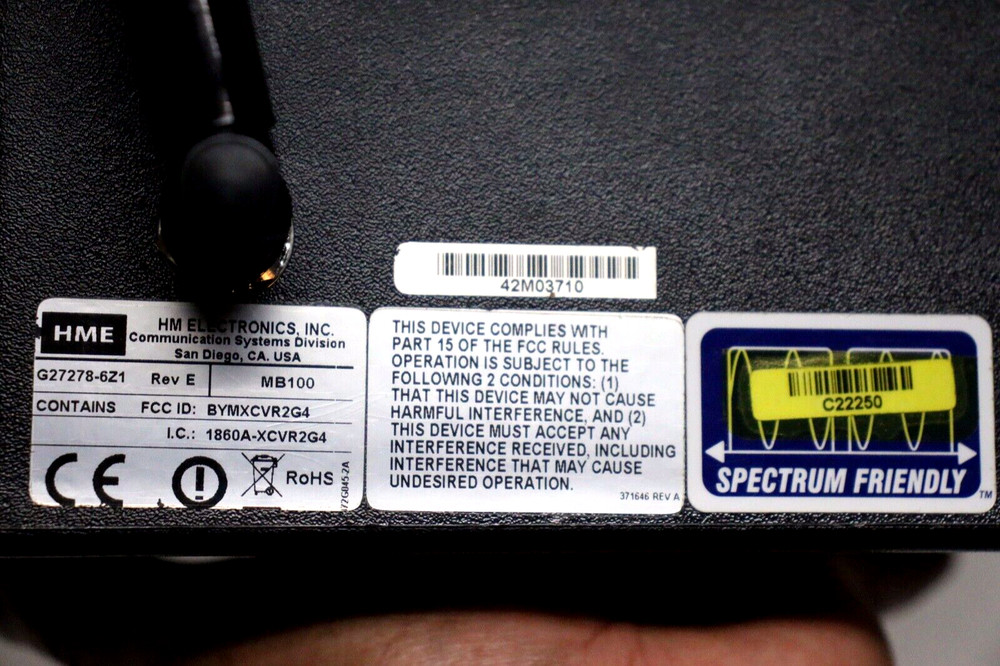 42M03710
HME
HM ELECTRONICS, INC.
Communication Systems Division
San Diego, CA. USA
G27278-6Z1 Rev E MB100
CONTAINS FCC ID: BYMXCVR2G4
I.C.: 1860A-XCVR2G4
CE RoHS
THIS DEVICE COMPLIES WITH
PART 15 OF THE FCC RULES.
OPERATION IS SUBJECT TO THE
FOLLOWING 2 CONDITIONS: (1)
THAT THIS DEVICE MAY NOT CAUSE
HARMFUL INTERFERENCE, AND (2)
THIS DEVICE MUST ACCEPT ANY
INTERFERENCE RECEIVED, INCLUDING
INTERFERENCE THAT MAY CAUSE
UNDESIRED OPERATION.
371646 REV A
C22250
SPECTRUM FRIENDLY TM